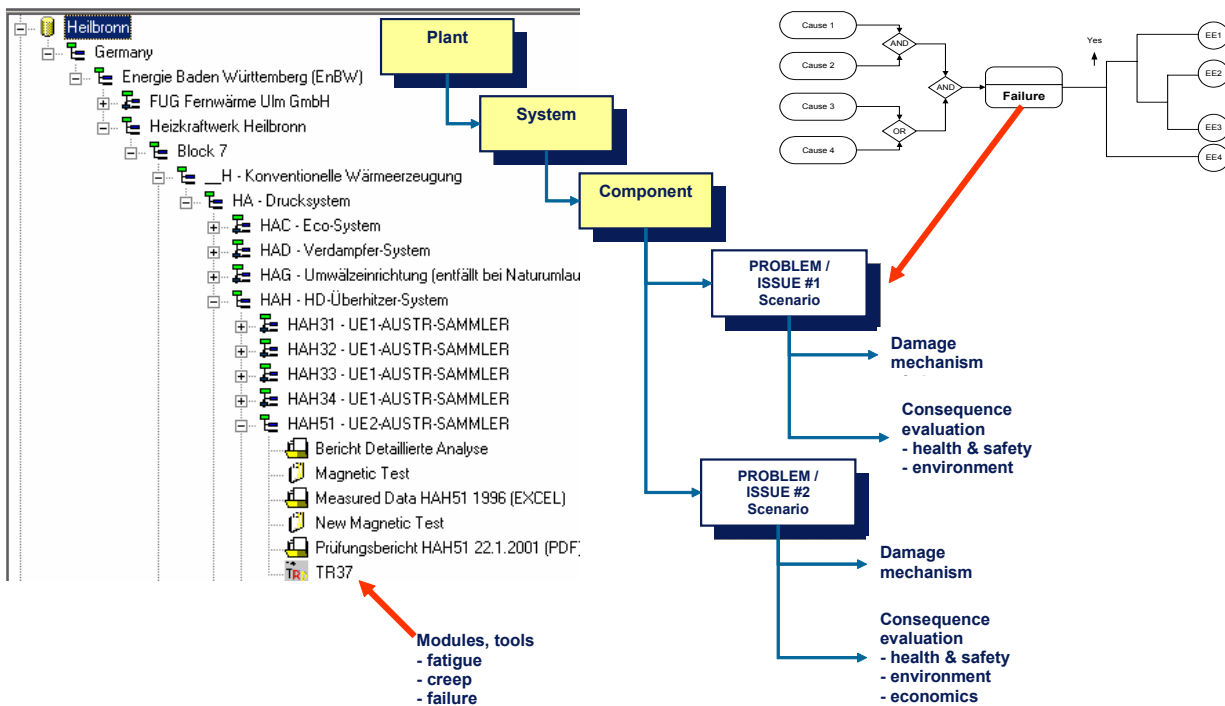 Heilbronn
Germany
Energie Baden Württemberg (EnBW)
FUG Fernwärme Ulm GmbH
Heizkraftwerk Heilbronn
Block 7
__H - Konventionelle Wärmeerzeugung
HA - Drucksystem
HAC - Eco-System
HAD - Verdampfer-System
HAG - Umwälzeinrichtung (entfällt bei Naturumlau
HAH - HD-Überhitzer-System
HAH31 - UE1-AUSTR-SAMMLER
HAH32 - UE1-AUSTR-SAMMLER
HAH33 - UE1-AUSTR-SAMMLER
HAH34 - UE1-AUSTR-SAMMLER
HAH51 - UE2-AUSTR-SAMMLER
Bericht Detaillierte Analyse
Magnetic Test
Measured Data HAH51 1996 (EXCEL)
New Magnetic Test
Prüfungsbericht HAH51 22.1.2001 (PDF)
TR37
Modules, tools
- fatigue
- creep
- failure
Plant
System
Component
PROBLEM /
ISSUE #1
Scenario
Damage
mechanism
Consequence
evaluation
- health & safety
- environment
PROBLEM /
ISSUE #2
Scenario
Damage
mechanism
Consequence
evaluation
- health & safety
- environment
- economics
Cause 1
Cause 2
Cause 3
Cause 4
AND
OR
AND
Failure
Yes
EE1
EE2
EE3
EE4